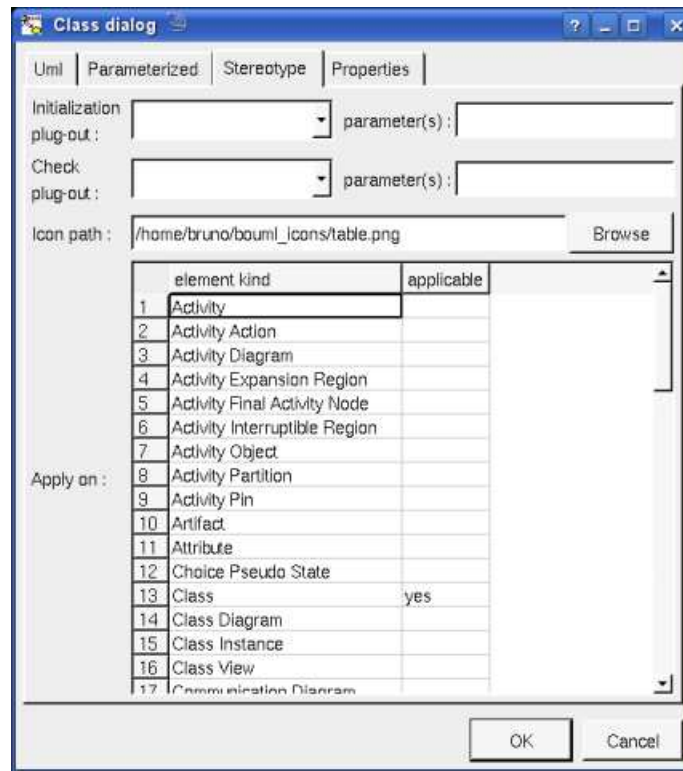 Class dialog
?
Uml Parameterized Stereotype Properties
Initialization
plug-out :
parameter(s) :
Check
plug-out :
parameter(s) :
Icon path : /home/bruno/bouml_icons/table.png Browse
element kind applicable
1 Activity
2 Activity Action
3 Activity Diagram
4 Activity Expansion Region
5 Activity Final Activity Node
6 Activity Interruptible Region
7 Activity Object
Apply on :
8 Activity Partition
9 Activity Pin
10 Artifact
11 Attribute
12 Choice Pseudo State
13 Class yes
14 Class Diagram
15 Class Instance
16 Class View
17 Communication Diagram
OK Cancel